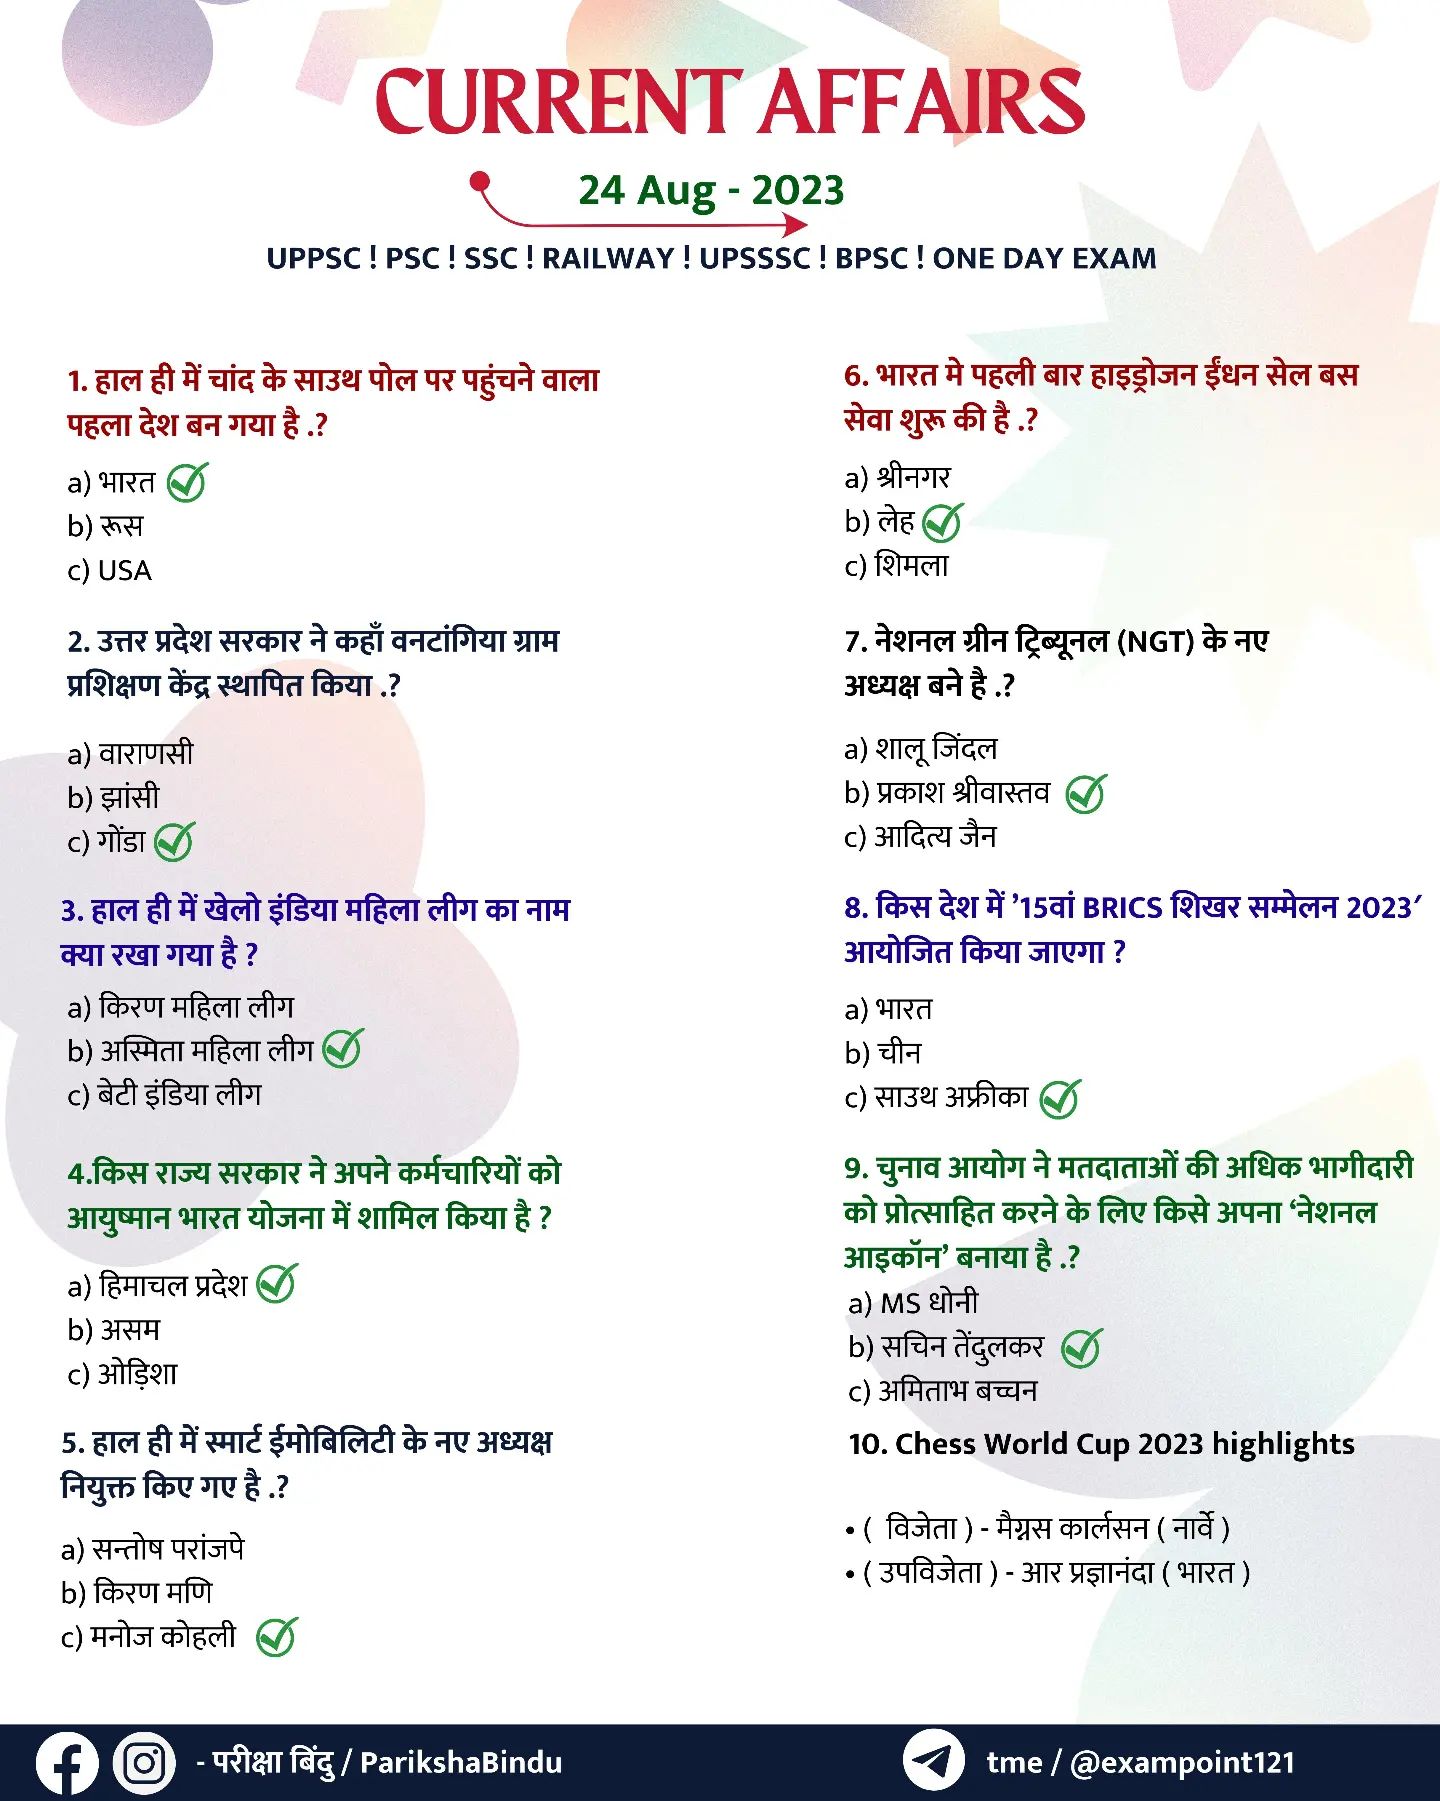 CURRENT AFFAIRS
24 Aug - 2023
UPPSC ! PSC ! SSC ! RAILWAY ! UPSSSC ! BPSC ! ONE DAY EXAM
1. हाल ही में चांद के साउथ पोल पर पहुंचने वाला
पहला देश बन गया है .?
a) भारत
b) रूस
c) USA
2. उत्तर प्रदेश सरकार ने कहाँ वनटांगिया ग्राम
प्रशिक्षण केंद्र स्थापित किया .?
a) वाराणसी
b) झांसी
c) गोंडा
3. हाल ही में खेलो इंडिया महिला लीग का नाम
क्या रखा गया है ?
a) किरण महिला लीग
b) अस्मिता महिला लीग
c) बेटी इंडिया लीग
4.किस राज्य सरकार ने अपने कर्मचारियों को
आयुष्मान भारत योजना में शामिल किया है ?
a) हिमाचल प्रदेश
b) असम
c) ओड़िशा
5. हाल ही में स्मार्ट ईमोबिलिटी के नए अध्यक्ष
नियुक्त किए गए है .?
a) सन्तोष परांजपे
b) किरण मणि
c) मनोज कोहली
6. भारत मे पहली बार हाइड्रोजन ईंधन सेल बस
सेवा शुरू की है .?
a) श्रीनगर
b) लेह
c) शिमला
7. नेशनल ग्रीन ट्रिब्यूनल (NGT) के नए
अध्यक्ष बने है .?
a) शालू जिंदल
b) प्रकाश श्रीवास्तव
c) आदित्य जैन
8. किस देश में ’15वां BRICS शिखर सम्मेलन 2023′
आयोजित किया जाएगा ?
a) भारत
b) चीन
c) साउथ अफ्रीका
9. चुनाव आयोग ने मतदाताओं की अधिक भागीदारी
को प्रोत्साहित करने के लिए किसे अपना ‘नेशनल
आइकॉन’ बनाया है .?
a) MS धोनी
b) सचिन तेंदुलकर
c) अमिताभ बच्चन
10. Chess World Cup 2023 highlights
• ( विजेता ) - मैग्नस कार्लसन ( नार्वे )
• ( उपविजेता ) - आर प्रज्ञानंदा ( भारत )
- परीक्षा बिंदु / ParikshaBindu
tme / @exampoint121